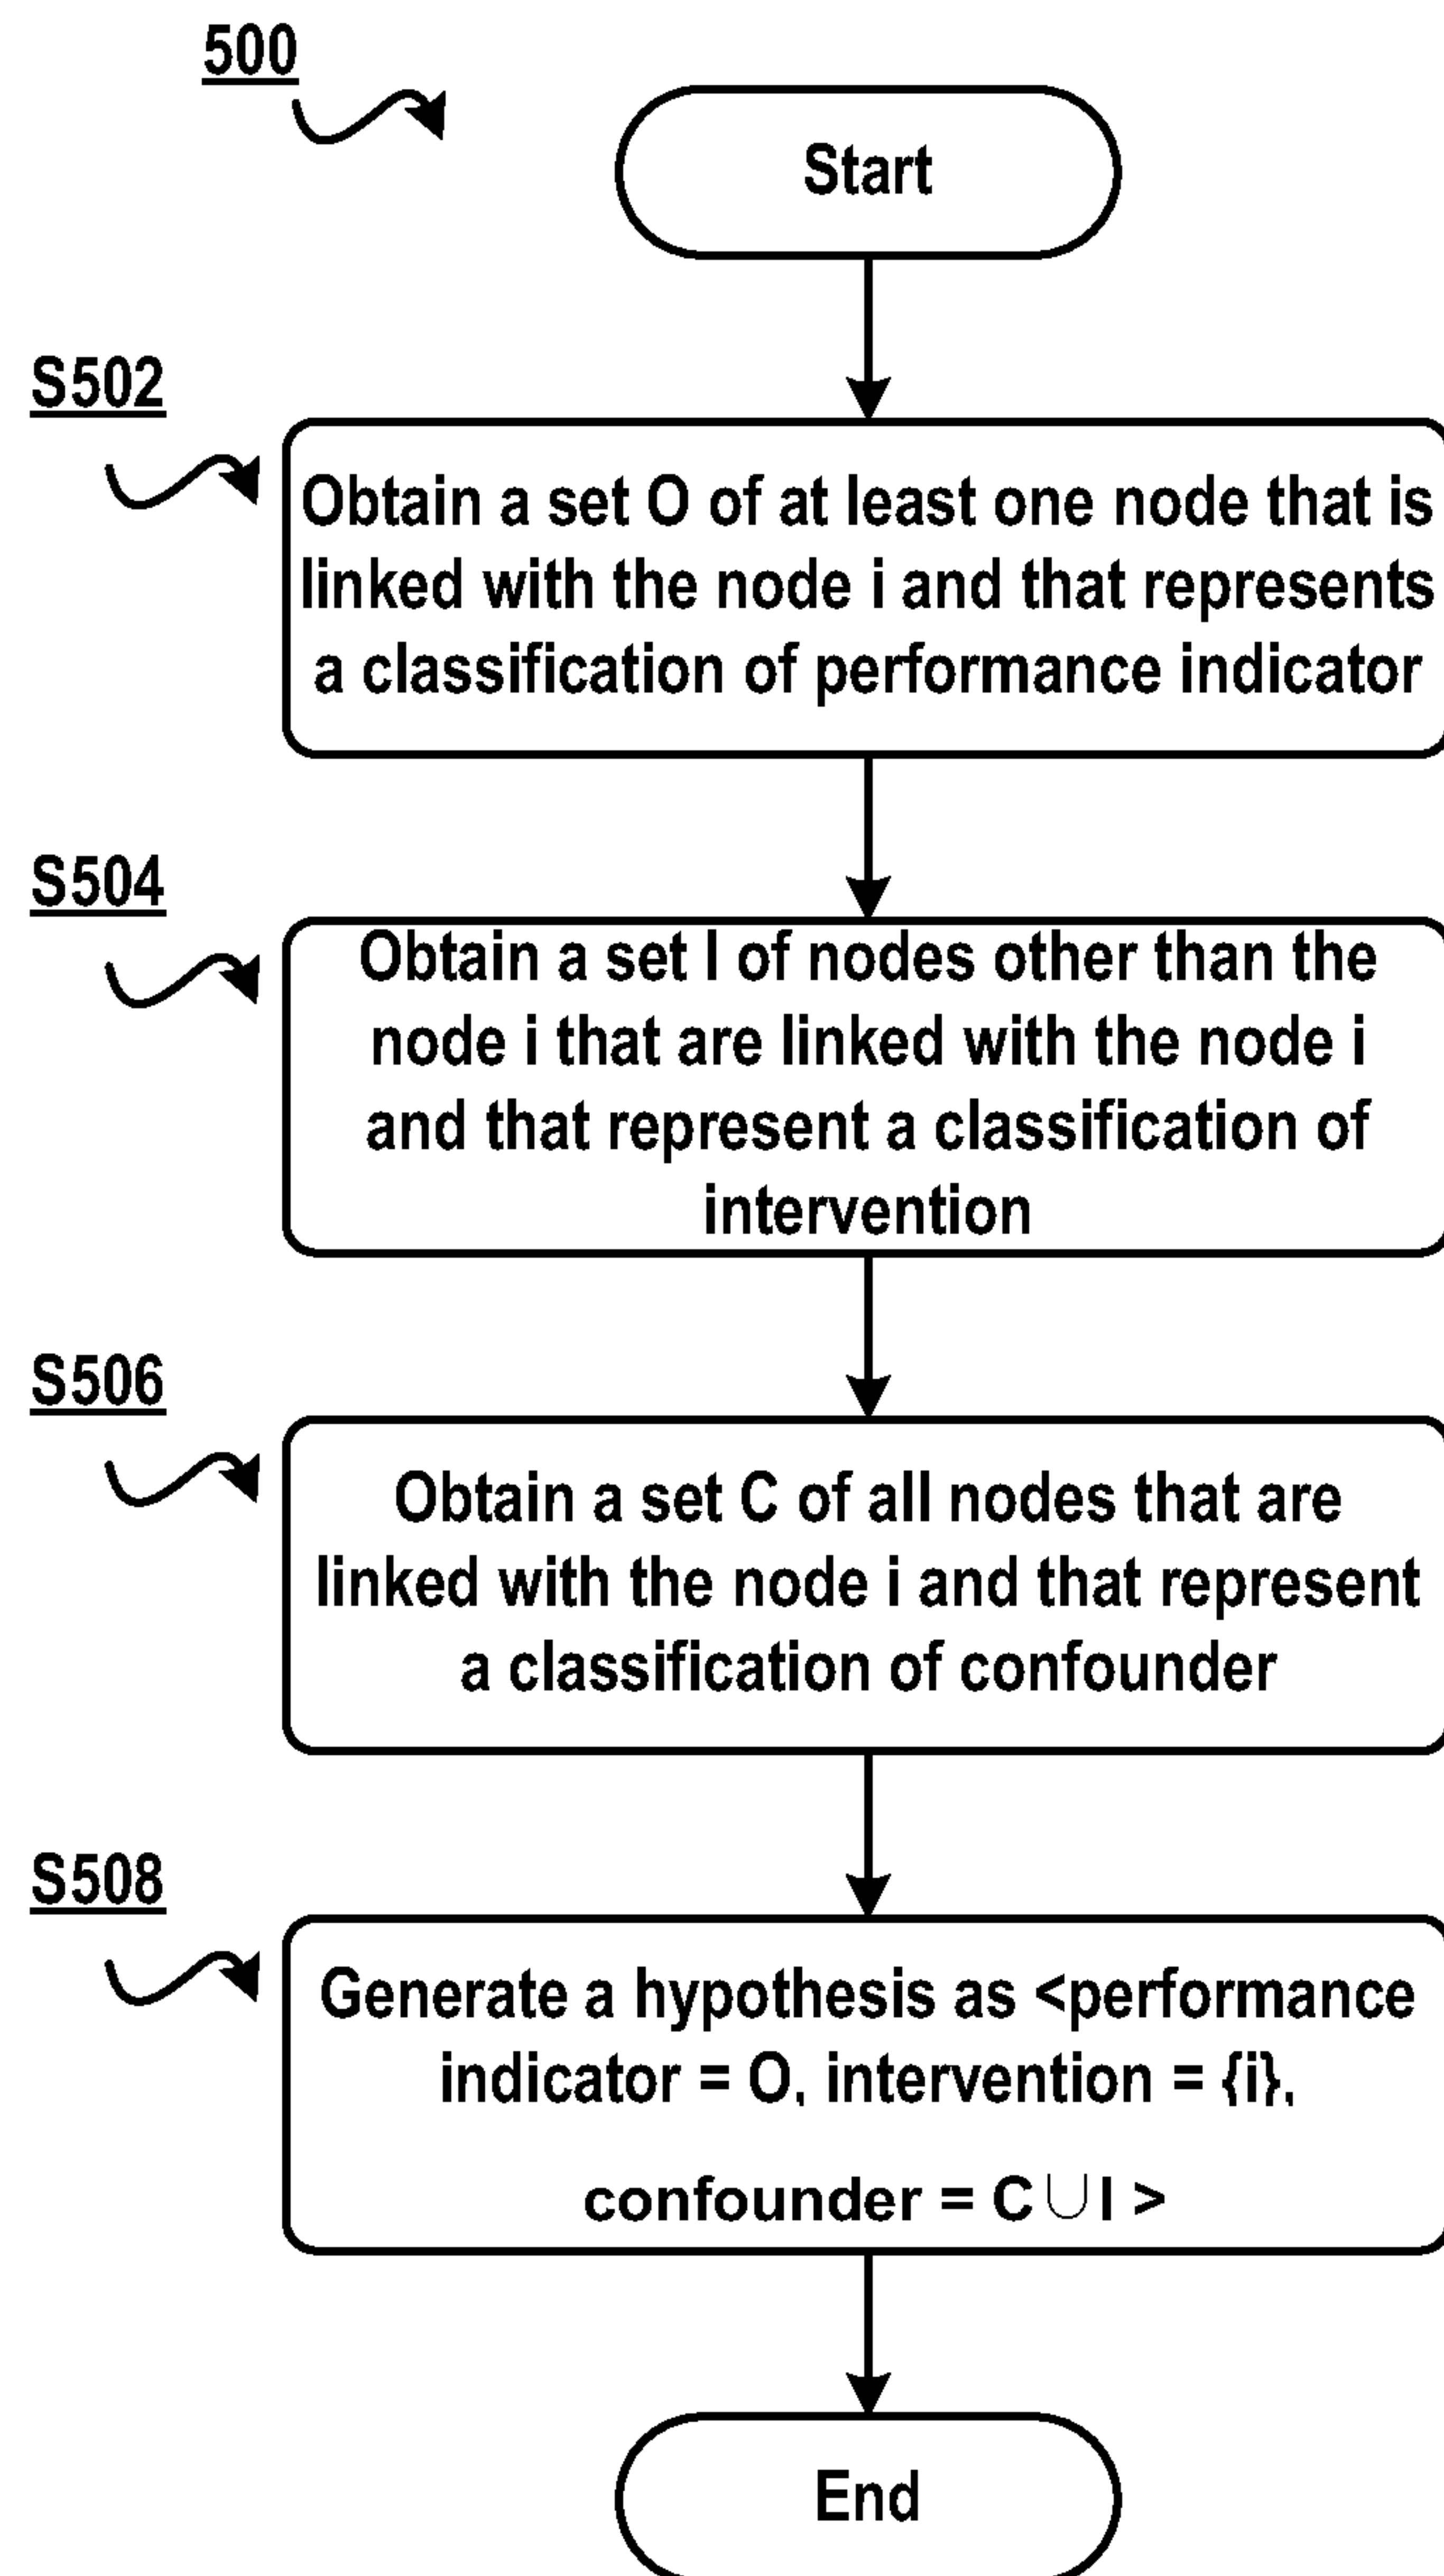 500
Start
S502
Obtain a set O of at least one node that is
linked with the node i and that represents
a classification of performance indicator
S504
Obtain a set I of nodes other than the
node i that are linked with the node i
and that represent a classification of
intervention
S506
Obtain a set C of all nodes that are
linked with the node i and that represent
a classification of confounder
S508
Generate a hypothesis as <performance
indicator = O, intervention = {i},
confounder = C ∪ I >
End